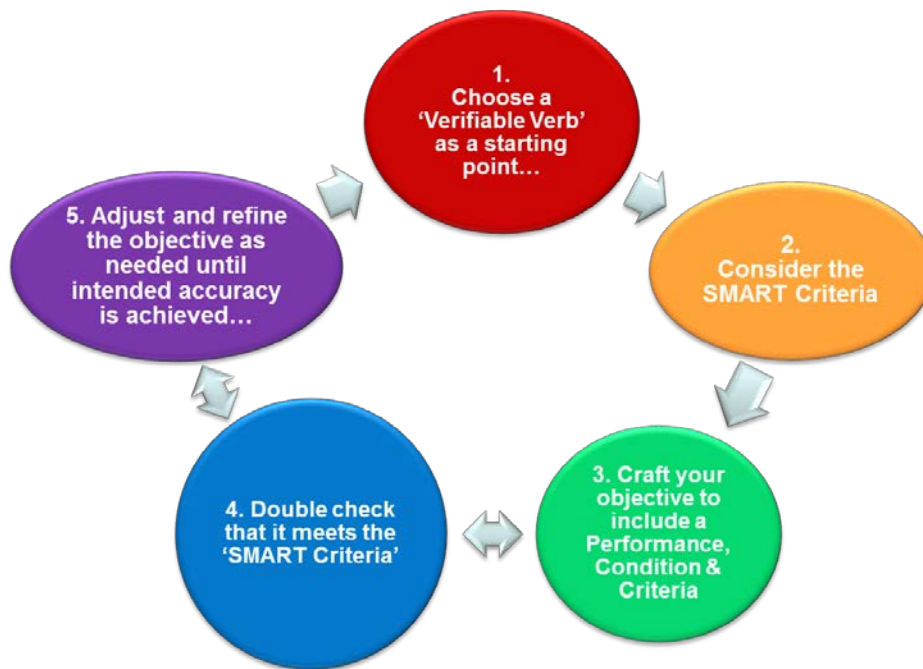 1.
Choose a
‘Verifiable Verb’
as a starting
point…
2.
Consider the
SMART Criteria
3. Craft your
objective to
include a
Performance,
Condition &
Criteria
4. Double check
that it meets the
‘SMART Criteria’
5. Adjust and refine
the objective as
needed until
intended accuracy
is achieved…